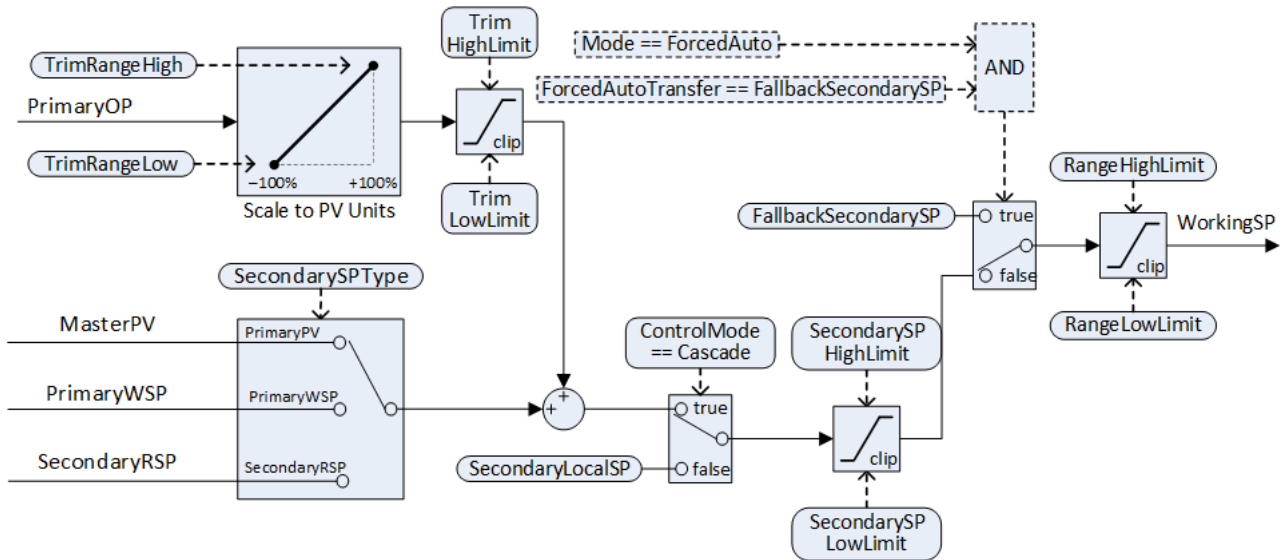 Trim
HighLimit
Mode == ForcedAuto
AND
TrimRangeHigh
ForcedAutoTransfer == FallbackSecondarySP
PrimaryOP
clip
TrimRangeLow
−100%
+100%
Scale to PV Units
Trim
LowLimit
RangeHighLimit
FallbackSecondarySP
true
WorkingSP
clip
false
RangeLowLimit
SecondarySPType
MasterPV
PrimaryPV
ControlMode
== Cascade
SecondarySP
HighLimit
PrimaryWSP
PrimaryWSP
+
+
true
SecondaryRSP
SecondaryRSP
SecondaryLocalSP
false
clip
SecondarySP
LowLimit